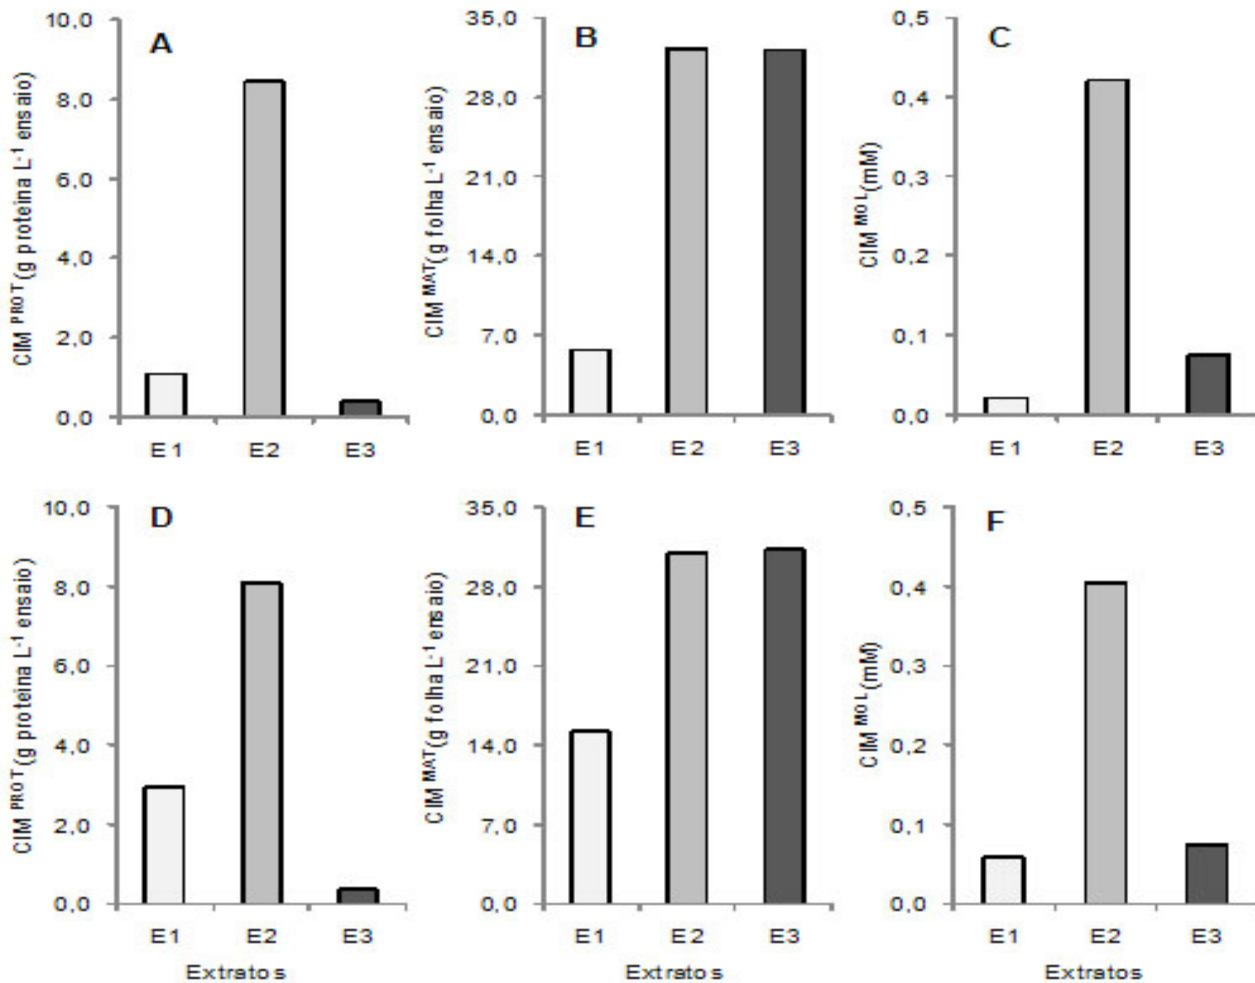 A
CIM PROT (g proteina L-1 ensaio)
10,0
8,0
6,0
4,0
2,0
0,0
E1 E2 E3
B
CIM MAT (g folha L-1 ensaio)
35,0
28,0
21,0
14,0
7,0
0,0
E1 E2 E3
C
CIM MOL (mM)
0,5
0,4
0,3
0,2
0,1
0,0
E1 E2 E3
D
CIM PROT (g proteina L-1 ensaio)
10,0
8,0
6,0
4,0
2,0
0,0
E1 E2 E3
Extratos
E
CIM MAT (g folha L-1 ensaio)
35,0
28,0
21,0
14,0
7,0
0,0
E1 E2 E3
Extratos
F
CIM MOL (mM)
0,5
0,4
0,3
0,2
0,1
0,0
E1 E2 E3
Extratos